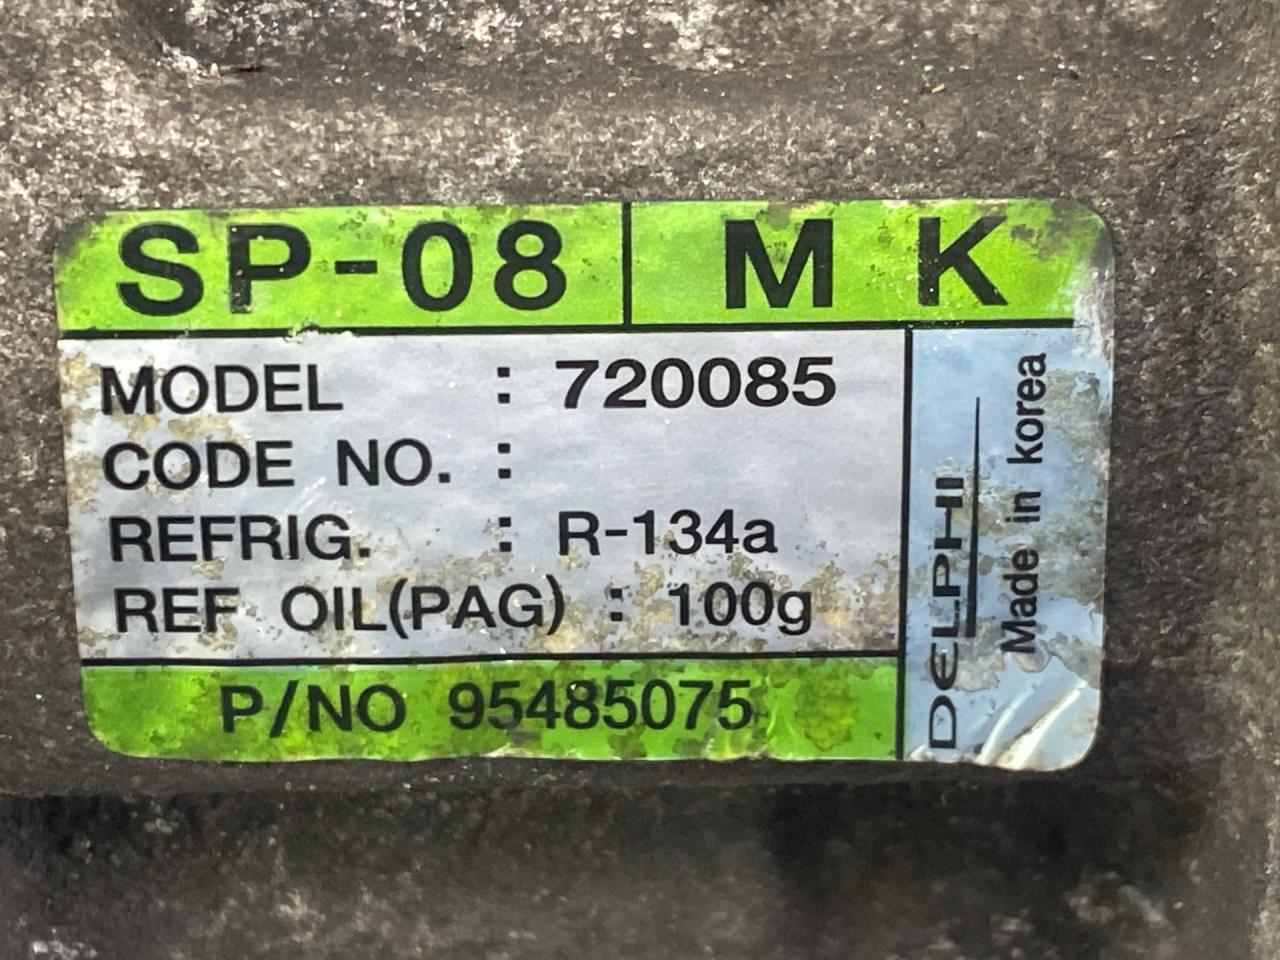 SP-08 M K
MODEL : 720085
CODE NO. :
REFRIG. : R-134a
REF OIL(PAG) : 100g
P/NO 95485075
DELPHI
Made in korea